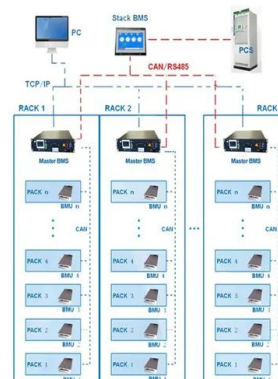 PC
Stack BMS
PCS
CAN/RS485
TCP/IP
RACK 1
RACK 2
RACK
Master BMS
Master BMS
Master BMS
PACK n
BMU n
PACK n
BMU n
PACK n
BMU n
CAN
CAN
CAN
PACK 4
BMU 4
PACK 4
BMU 4
PACK 4
BMU 4
PACK 3
BMU 3
PACK 3
BMU 3
PACK 3
BMU 3
PACK 2
BMU 2
PACK 2
BMU 2
PACK 2
BMU 2
PACK 1
PACK 1
PACK 1